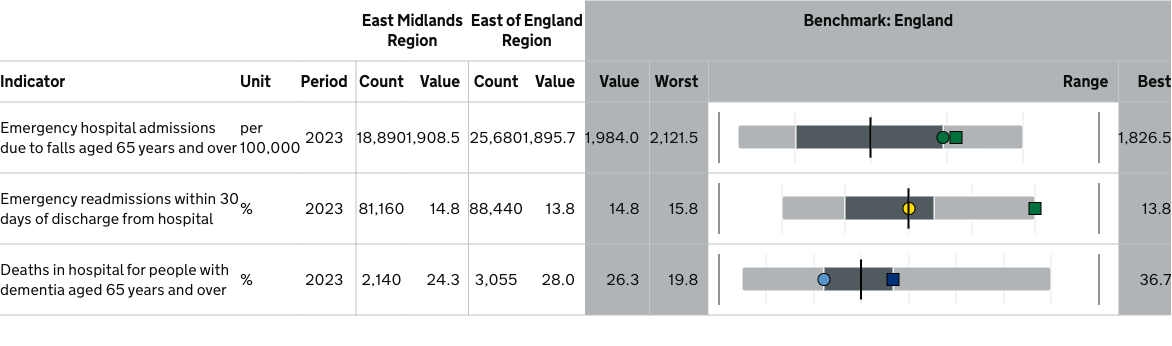 East Midlands Region East of England Region Benchmark: England
Indicator Unit Period Count Value Count Value Value Worst Range Best
Emergency hospital admissions due to falls aged 65 years and over per 100,000 2023 18,890 1,908.5 25,680 1,895.7 1,984.0 2,121.5 1,826.5
Emergency readmissions within 30 days of discharge from hospital % 2023 81,160 14.8 88,440 13.8 14.8 15.8 13.8
Deaths in hospital for people with dementia aged 65 years and over % 2023 2,140 24.3 3,055 28.0 26.3 19.8 36.7